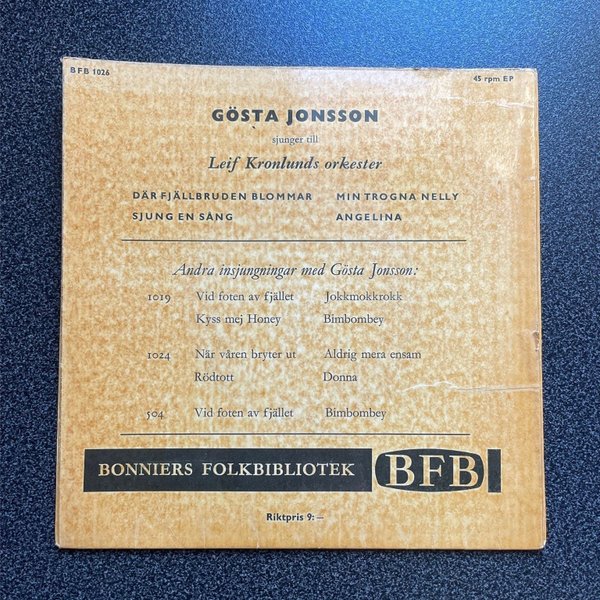 BFB 1026 45 rpm EP
GÖSTA JONSSON
sjunger till
Leif Kronlunds orkester
DÄR FJÄLLBRUDEN BLOMMAR MIN TROGNA NELLY
SJUNG EN SÅNG ANGELINA
Andra insjungningar med Gösta Jonsson:
1019 Vid foten av fjället Jokkmokkrokk
Kyss mej Honey Bimbombey
1024 När våren bryter ut Aldrig mera ensam
Rödtott Donna
504 Vid foten av fjället Bimbombey
BONNIERS FOLKBIBLIOTEK BFB
Riktpris 9:—